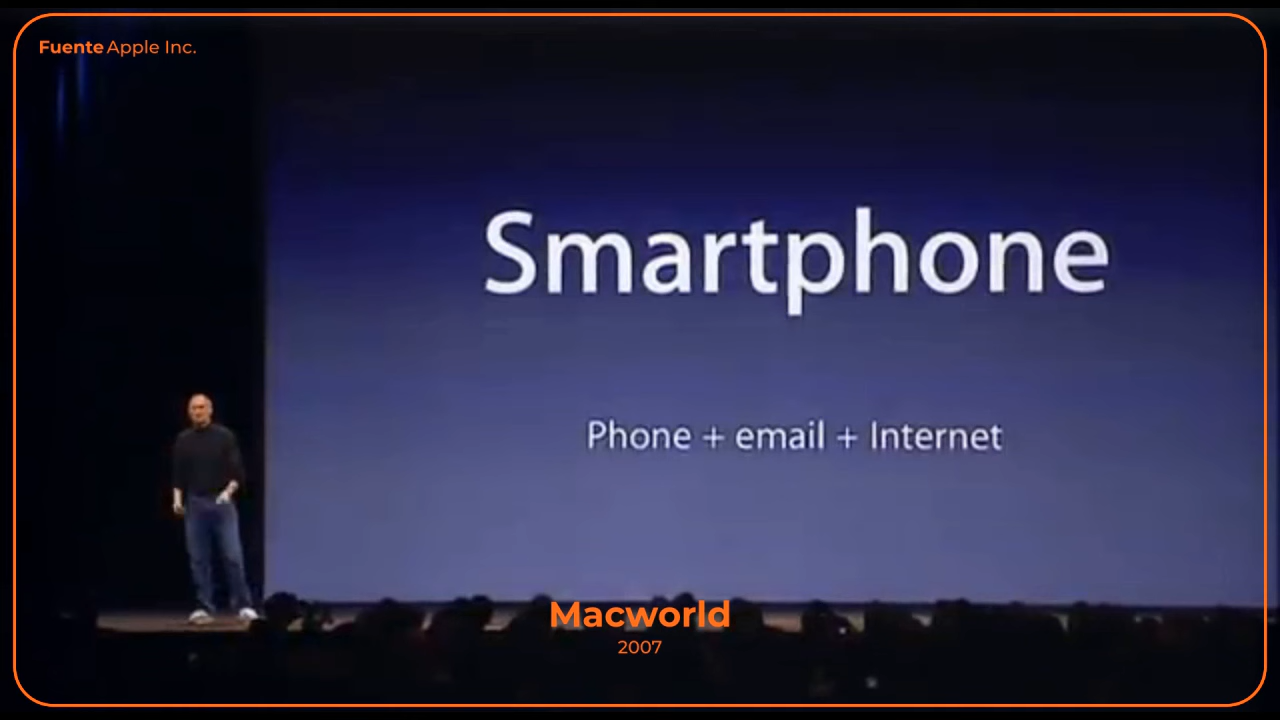 Fuente Apple Inc.
Smartphone
Phone + email + Internet
Macworld
2007